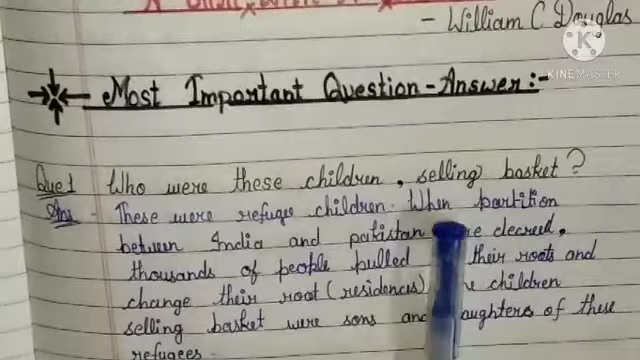 - William C Douglas
KINEMASTER
Most Important Question-Answer:-
Que1 Who were these children, selling basket?
Ans - These were refugee children. When partition
between India and pakistan decreed,
thousands of people pulled their roots and
change their root (residences) children
selling basket were sons and daughters of these
refugees.